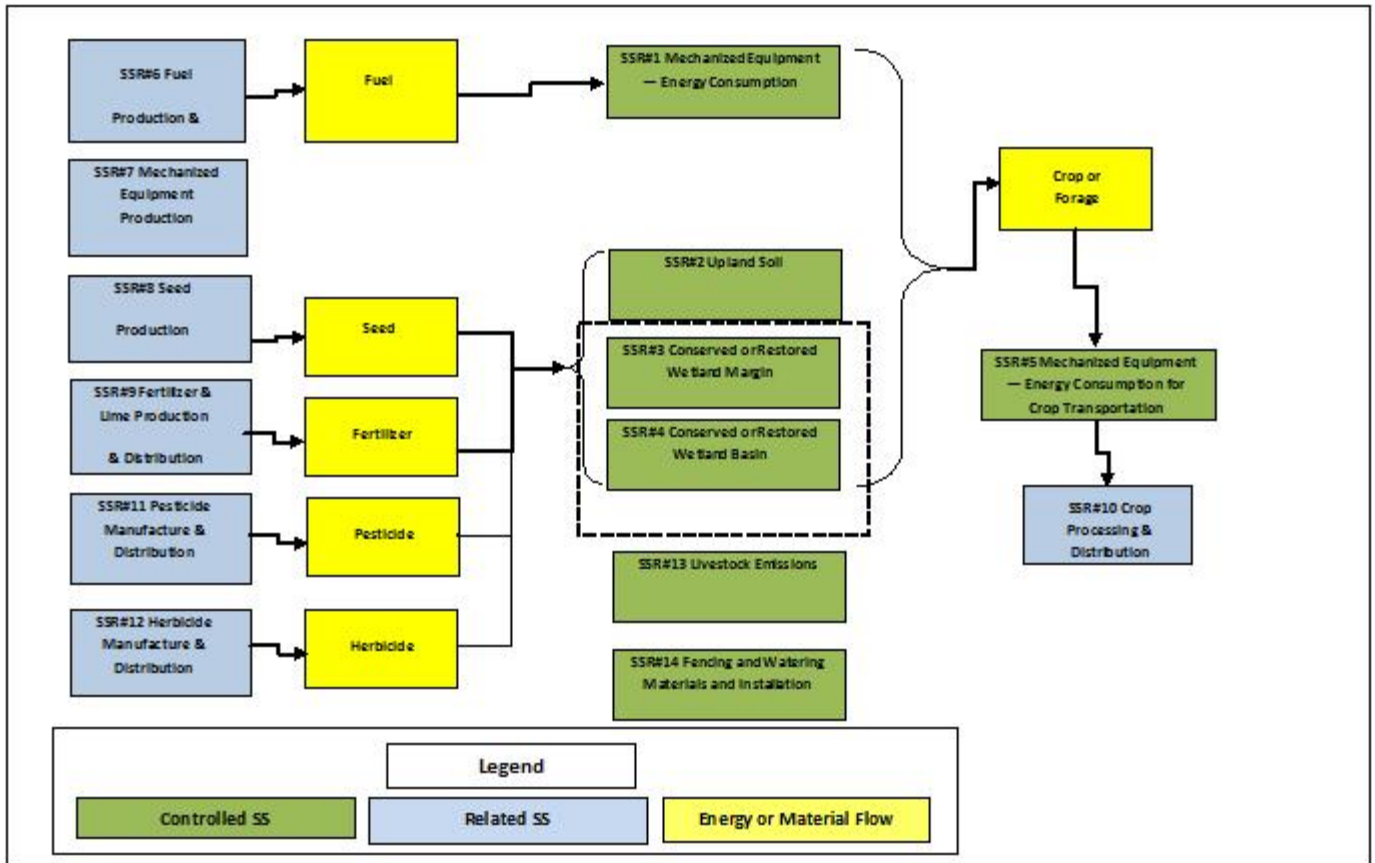 SSR#6 Fuel
Production &
Fuel
SSR#1 Mechanized Equipment
— Energy Consumption
SSR#7 Mechanized
Equipment
Production
Crop or
Forage
SSR#8 Seed
Production
Seed
SSR#2 Upland Soil
SSR#3 Conserved or Restored
Wetland Margin
SSR#5 Mechanized Equipment
— Energy Consumption for
Crop Transportation
SSR#9 Fertilizer &
Lime Production
& Distribution
Fertilizer
SSR#4 Conserved or Restored
Wetland Basin
SSR#11 Pesticide
Manufacture &
Distribution
Pesticide
SSR#10 Crop
Processing &
Distribution
SSR#13 Livestock Emissions
SSR#12 Herbicide
Manufacture &
Distribution
Herbicide
SSR#14 Fencing and Watering
Materials and Installation
Legend
Controlled SS
Related SS
Energy or Material Flow